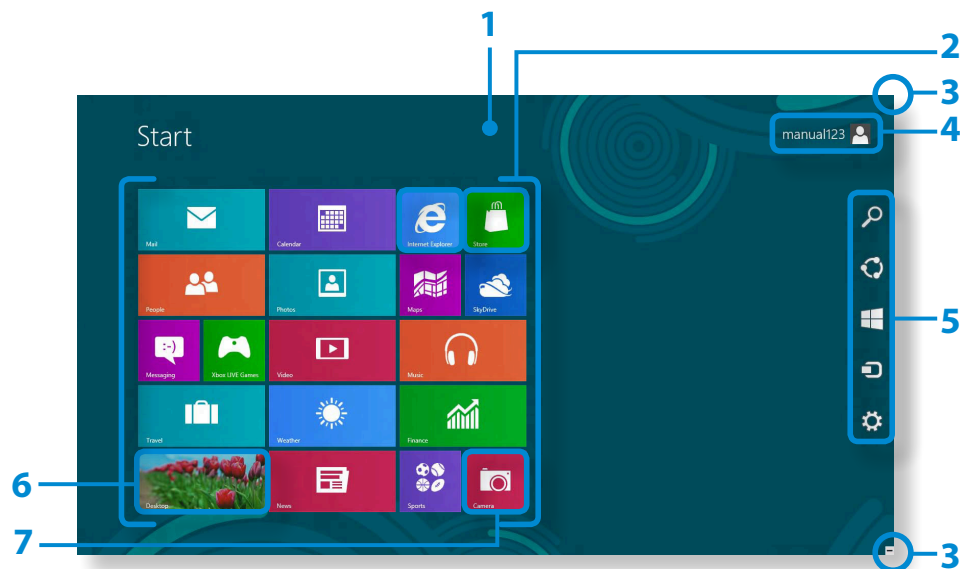 1
2
3
Start
manual123
4
Mail
Calendar
Internet Explorer
Store
People
Photos
Maps
SkyDrive
5
:-)
Messaging
Xbox LIVE Games
Video
Music
Travel
Weather
Finance
6
Desktop
News
Sports
Camera
7
3